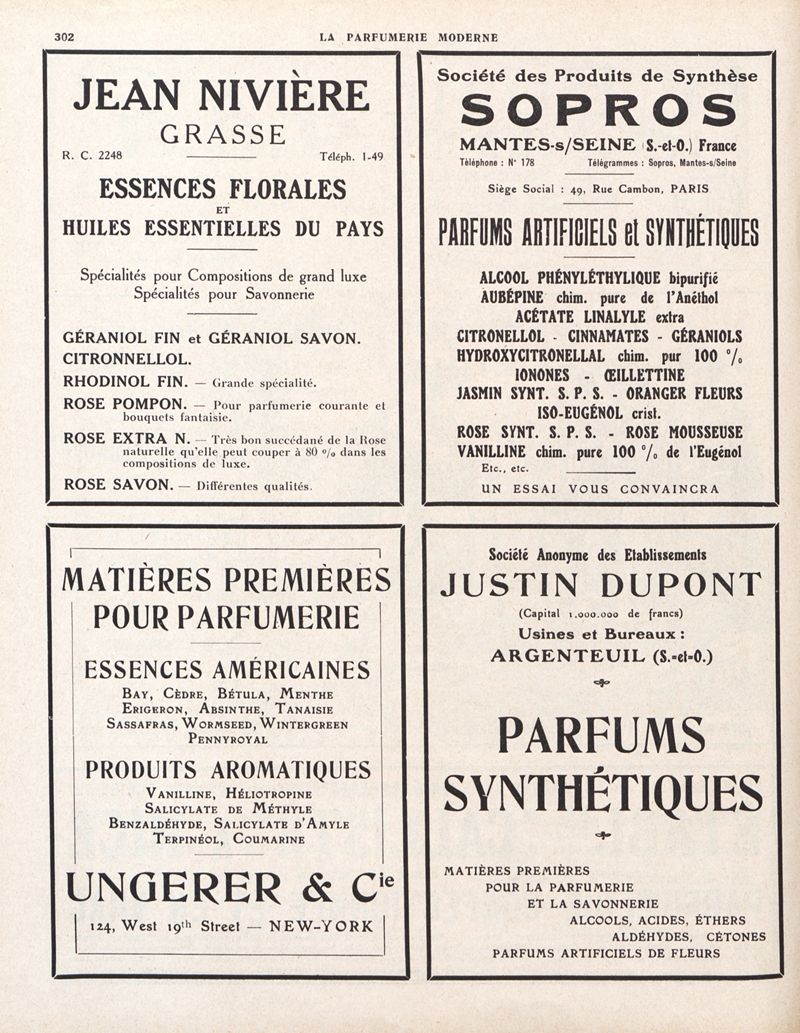 302
LA PARFUMERIE MODERNE
JEAN NIVIÈRE
GRASSE
R. C. 2248
Téléph. 1-49
ESSENCES FLORALES
ET
HUILES ESSENTIELLES DU PAYS
Spécialités pour Compositions de grand luxe
Spécialités pour Savonnerie
GÉRANIOL FIN et GÉRANIOL SAVON.
CITRONNELLOL.
RHODINOL FIN. — Grande spécialité.
ROSE POMPON. — Pour parfumerie courante et
bouquets fantaisie.
ROSE EXTRA N. — Très bon succédané de la Rose
naturelle qu'elle peut couper à 80 % dans les
compositions de luxe.
ROSE SAVON. — Différentes qualités.
Société des Produits de Synthèse
SOPROS
MANTES-s/SEINE (S.-et-O.) France
Téléphone : N° 178
Télégrammes : Sopros, Mantes-s/Seine
Siège Social : 49, Rue Cambon, PARIS
PARFUMS ARTIFICIELS et SYNTHÉTIQUES
ALCOOL PHÉNYLÉTHYLIQUE bipurifié
AUBÉPINE chim. pure de l'Anéthol
ACÉTATE LINALYLE extra
CITRONELLOL - CINNAMATES - GÉRANIOLS
HYDROXYCITRONELLAL chim. pur 100 %
IONONES - ŒILLETTINE
JASMIN SYNT. S. P. S. - ORANGER FLEURS
ISO-EUGÉNOL crist.
ROSE SYNT. S. P. S. - ROSE MOUSSEUSE
VANILLINE chim. pure 100 % de l'Eugénol
Etc., etc.
UN ESSAI VOUS CONVAINCRA
MATIÈRES PREMIÈRES
POUR PARFUMERIE
ESSENCES AMÉRICAINES
BAY, CÈDRE, BÉTULA, MENTHE
ERIGERON, ABSINTHE, TANAISIE
SASSAFRAS, WORMSEED, WINTERGREEN
PENNYROYAL
PRODUITS AROMATIQUES
VANILLINE, HÉLIOTROPINE
SALICYLATE DE MÉTHYLE
BENZALDÉHYDE, SALICYLATE D'AMYLE
TERPINÉOL, COUMARINE
UNGERER & Cie
124, West 19th Street — NEW-YORK
Société Anonyme des Etablissements
JUSTIN DUPONT
(Capital 1.000.000 de francs)
Usines et Bureaux :
ARGENTEUIL (S.-et-O.)
PARFUMS
SYNTHÉTIQUES
MATIÈRES PREMIÈRES
POUR LA PARFUMERIE
ET LA SAVONNERIE
ALCOOLS, ACIDES, ÉTHERS
ALDÉHYDES, CÉTONES
PARFUMS ARTIFICIELS DE FLEURS